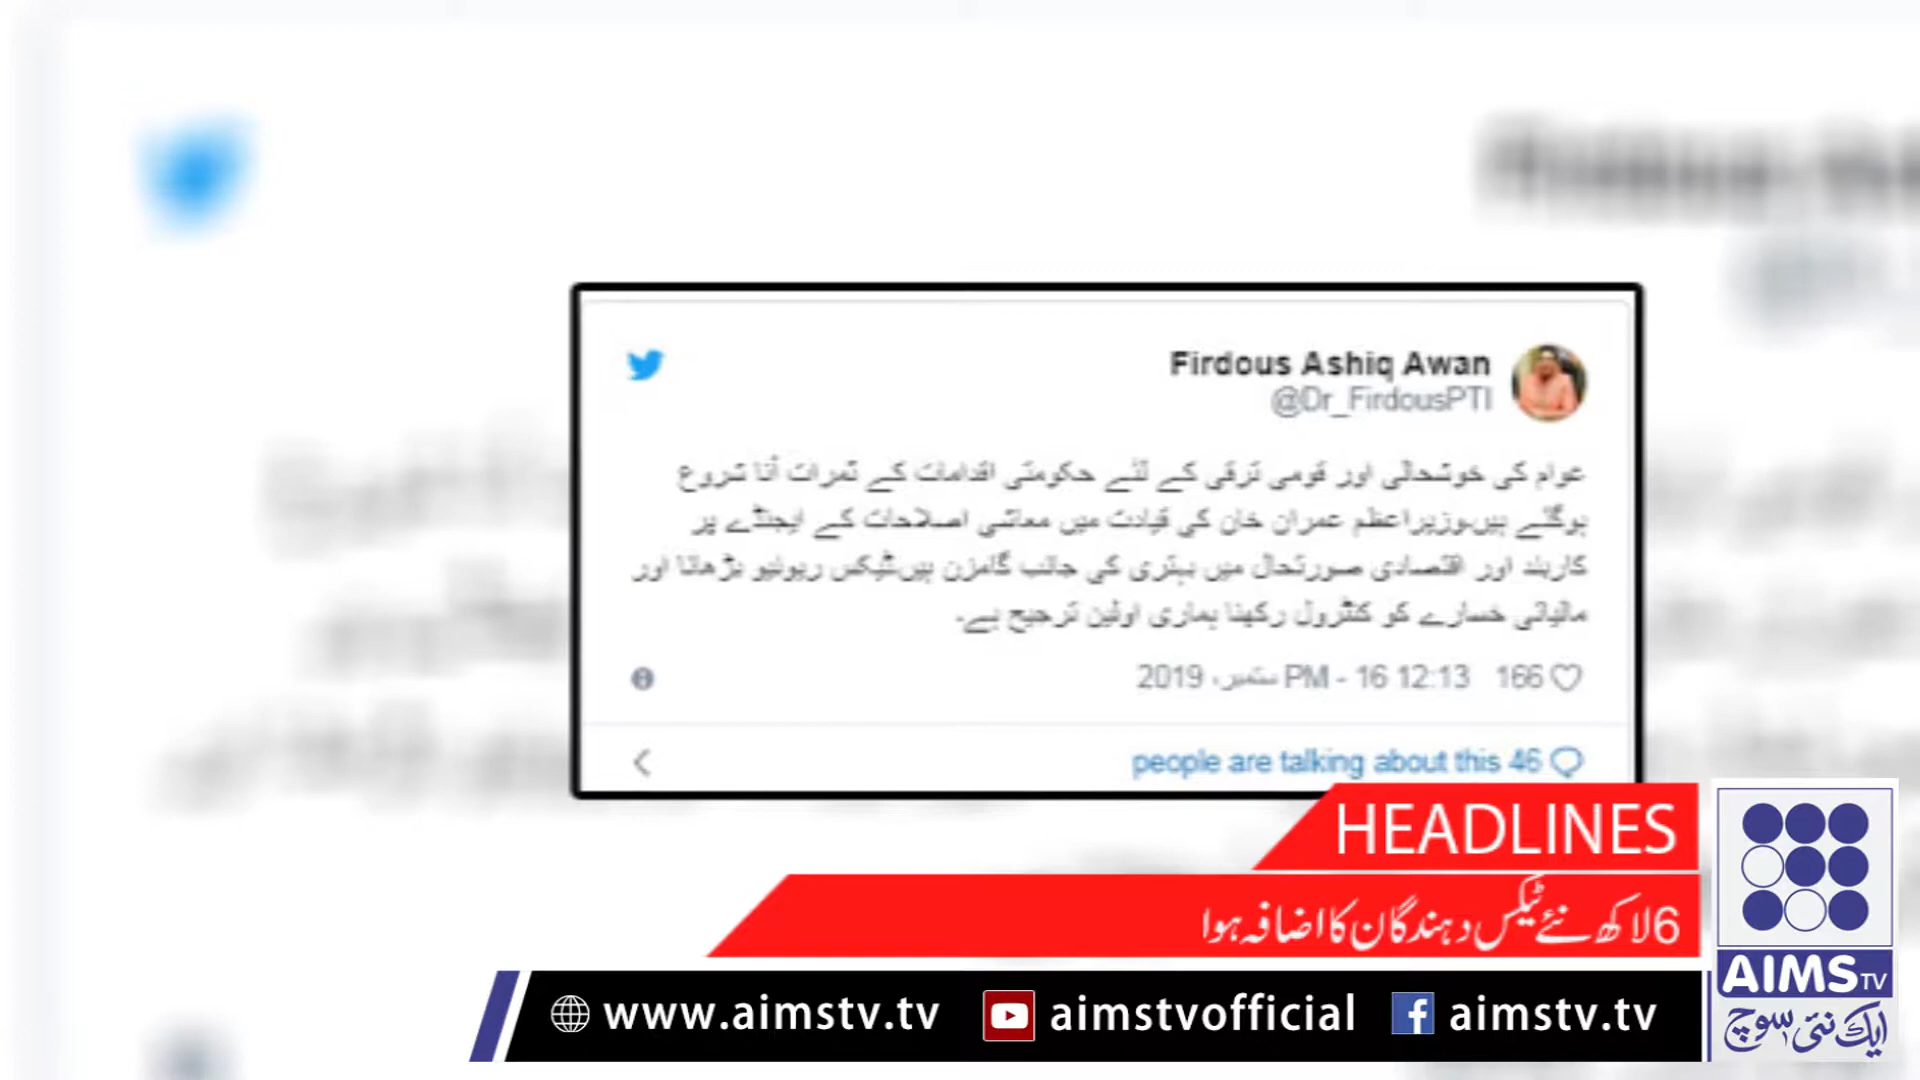 Firdous Ashiq Awan
@Dr_FirdousPTI
عوام کی خوشحالی اور قومی ترقی کے لئے حکومتی اقدامات کے ثمرات آنا شروع
ہوگئے ہیں۔وزیراعظم عمران خان کی قیادت میں معاشی اصلاحات کے ایجنڈے پر
کاربند اور اقتصادی صورتحال میں بہتری کی جانب گامزن ہیں۔ٹیکس ریونیو بڑھانا اور
مالیاتی خسارے کو کنٹرول رکھنا ہماری اولین ترجیح ہے۔
166 12:13 PM - 16 ستمبر، 2019
people are talking about this 46
HEADLINES
6لاکھ نئے ٹیکس دہندگان کا اضافہ ہوا
www.aimstv.tv aimstvofficial aimstv.tv
AIMS TV
ایک نئی سوچ